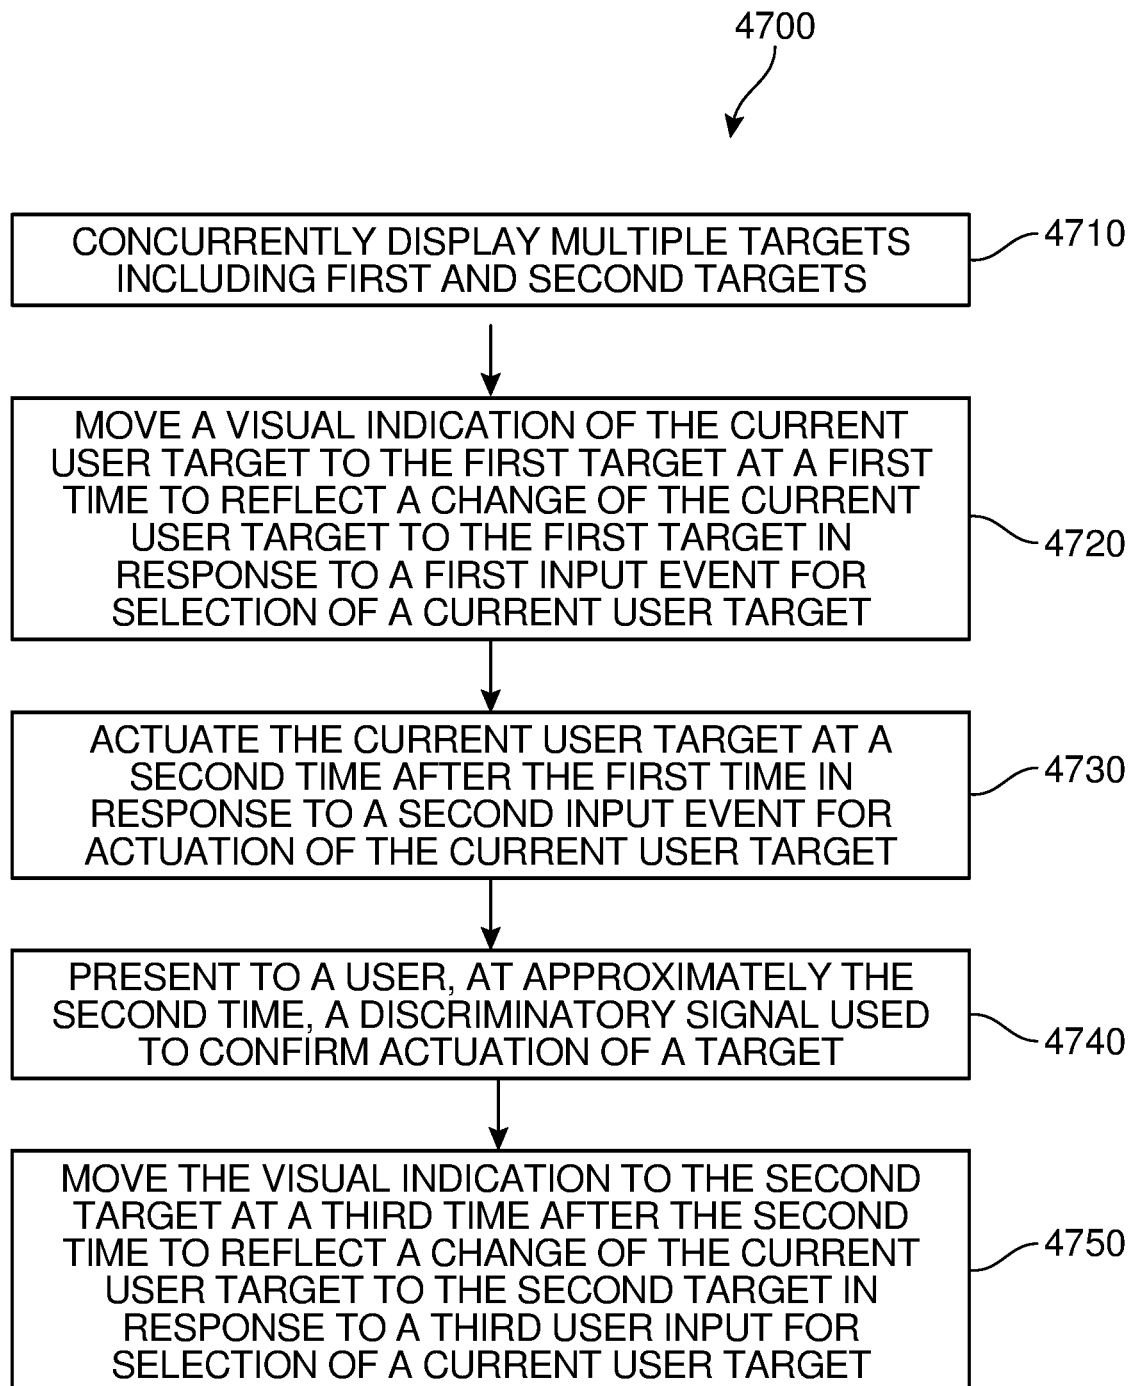 4700
CONCURRENTLY DISPLAY MULTIPLE TARGETS
INCLUDING FIRST AND SECOND TARGETS
4710
MOVE A VISUAL INDICATION OF THE CURRENT
USER TARGET TO THE FIRST TARGET AT A FIRST
TIME TO REFLECT A CHANGE OF THE CURRENT
USER TARGET TO THE FIRST TARGET IN
RESPONSE TO A FIRST INPUT EVENT FOR
SELECTION OF A CURRENT USER TARGET
4720
ACTUATE THE CURRENT USER TARGET AT A
SECOND TIME AFTER THE FIRST TIME IN
RESPONSE TO A SECOND INPUT EVENT FOR
ACTUATION OF THE CURRENT USER TARGET
4730
PRESENT TO A USER, AT APPROXIMATELY THE
SECOND TIME, A DISCRIMINATORY SIGNAL USED
TO CONFIRM ACTUATION OF A TARGET
4740
MOVE THE VISUAL INDICATION TO THE SECOND
TARGET AT A THIRD TIME AFTER THE SECOND
TIME TO REFLECT A CHANGE OF THE CURRENT
USER TARGET TO THE SECOND TARGET IN
RESPONSE TO A THIRD USER INPUT FOR
SELECTION OF A CURRENT USER TARGET
4750